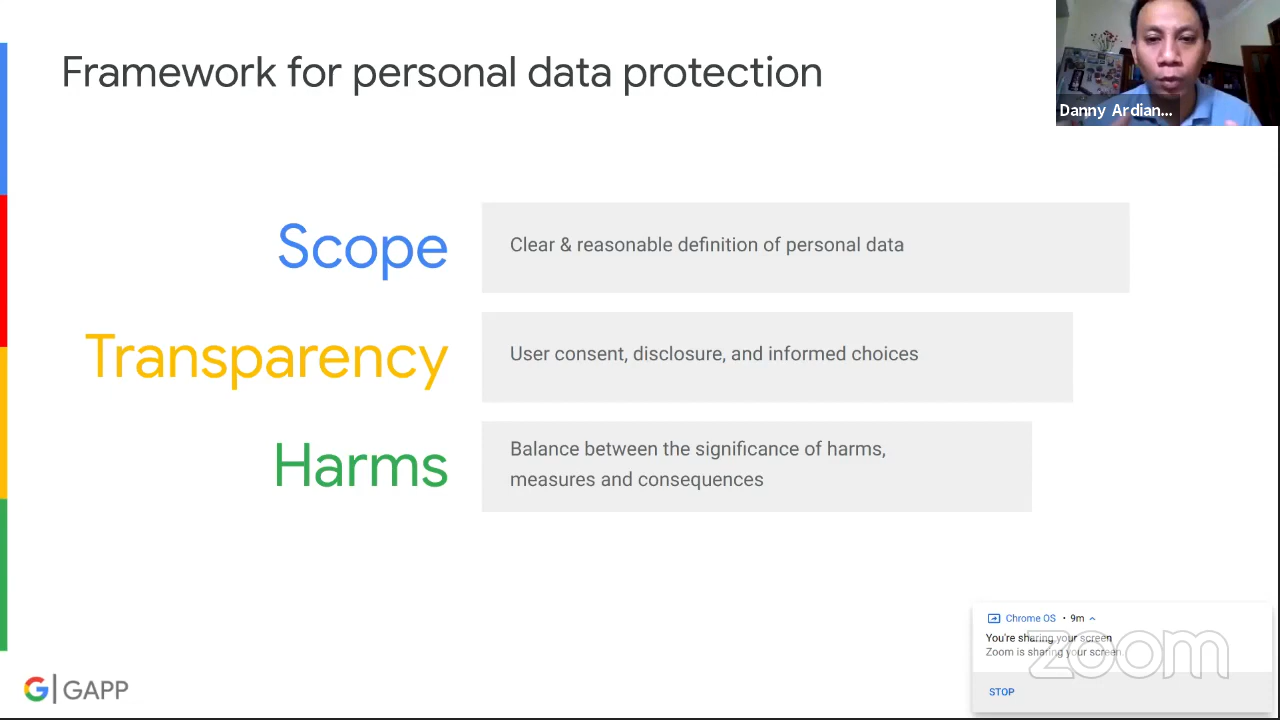 Framework for personal data protection
Danny Ardian...
Scope
Clear & reasonable definition of personal data
Transparency
User consent, disclosure, and informed choices
Harms
Balance between the significance of harms,
measures and consequences
Chrome OS • 9m
You're sharing your screen
Zoom is sharing your screen.
zoom
STOP
G | GAPP